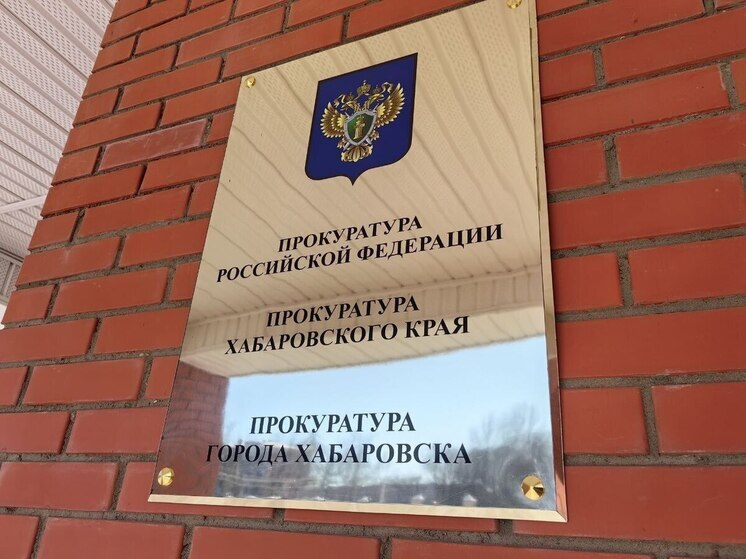 ПРОКУРАТУРА
РОССИЙСКОЙ ФЕДЕРАЦИИ
ПРОКУРАТУРА
ХАБАРОВСКОГО КРАЯ
ПРОКУРАТУРА
ГОРОДА ХАБАРОВСКА